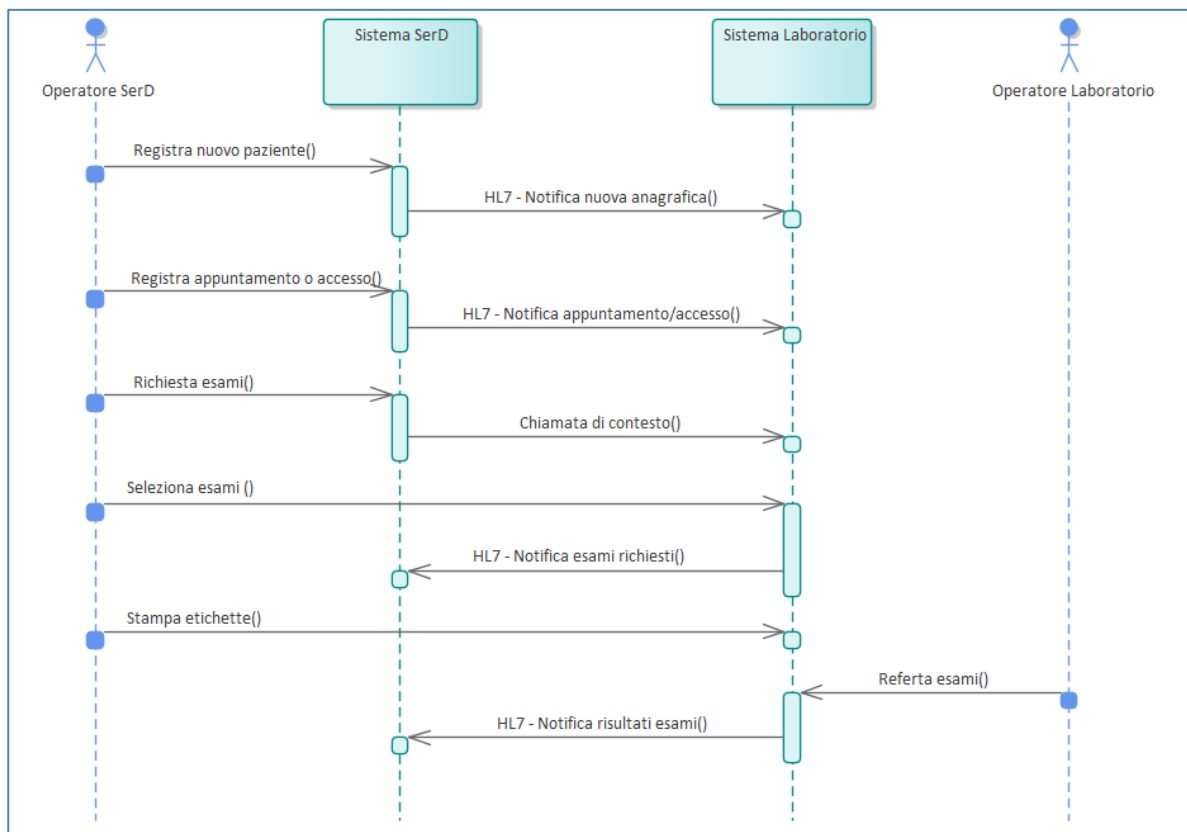 Sistema SerD
Sistema Laboratorio
Operatore SerD
Operatore Laboratorio
Registra nuovo paziente()
HL7 - Notifica nuova anagrafica()
Registra appuntamento o accesso()
HL7 - Notifica appuntamento/accesso()
Richiesta esami()
Chiamata di contesto()
Seleziona esami ()
HL7 - Notifica esami richiesti()
Stampa etichette()
Referta esami()
HL7 - Notifica risultati esami()